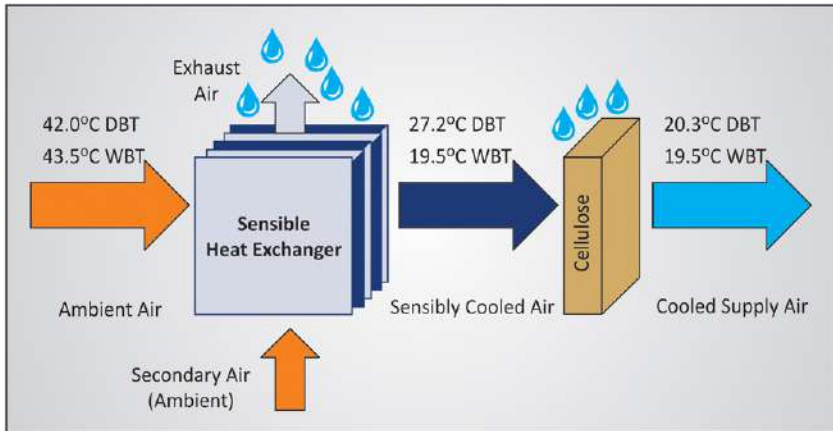 Exhaust
Air
42.0°C DBT
43.5°C WBT
27.2°C DBT
19.5°C WBT
20.3°C DBT
19.5°C WBT
Sensible
Heat Exchanger
Cellulose
Ambient Air
Sensibly Cooled Air
Cooled Supply Air
Secondary Air
(Ambient)